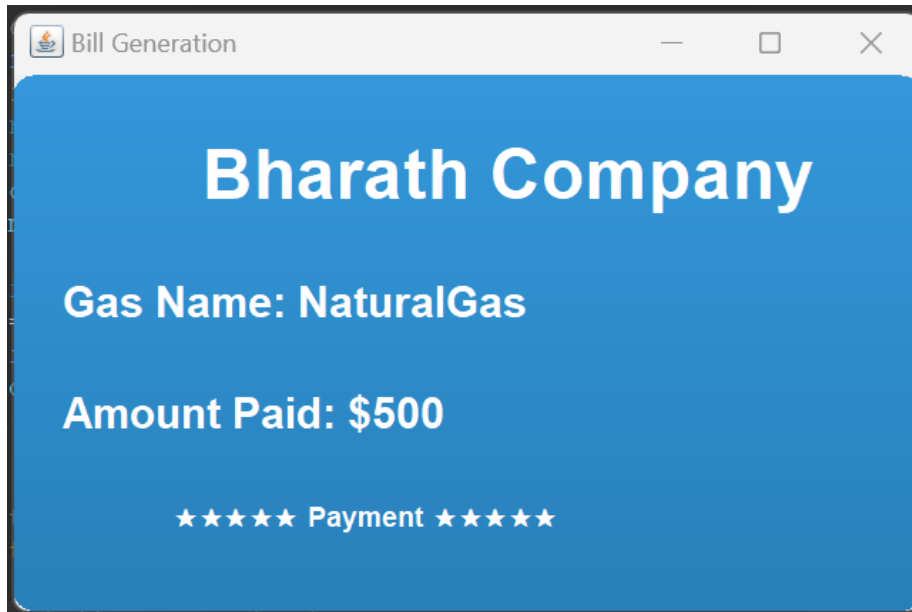 Bill Generation
Bharath Company
Gas Name: NaturalGas
Amount Paid: $500
★★★★★ Payment ★★★★★